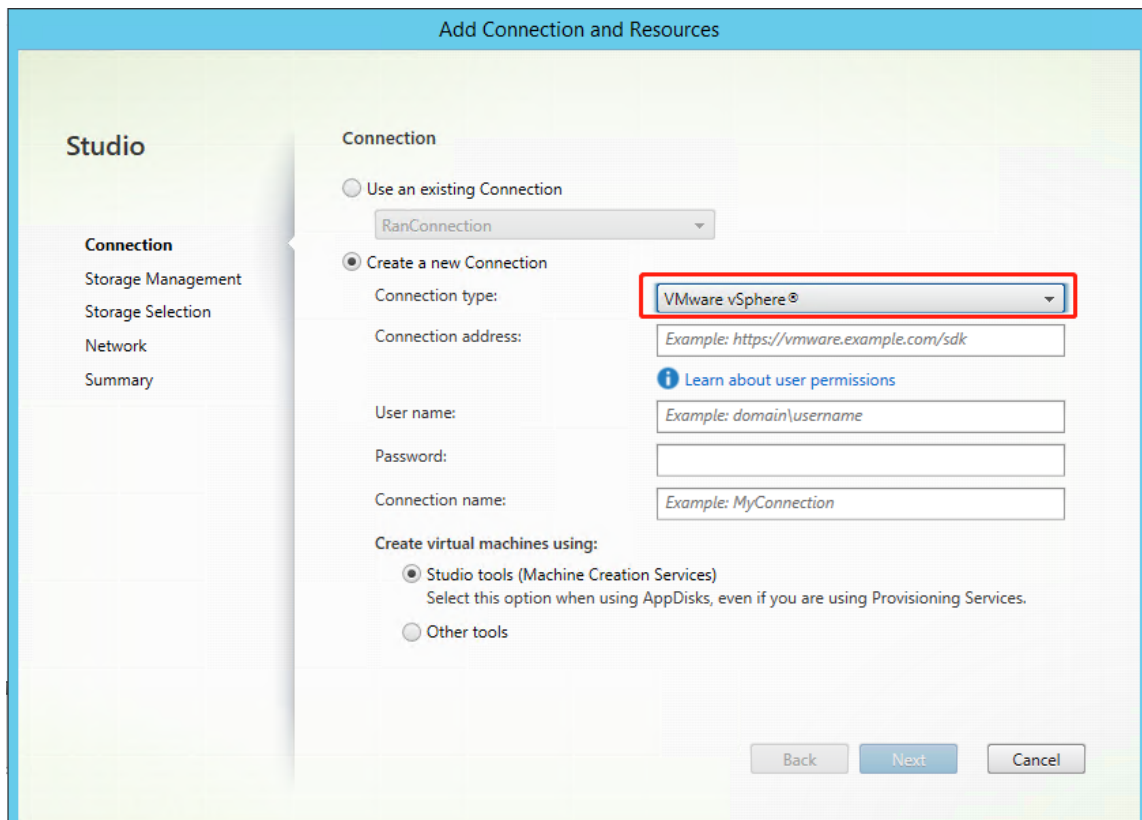 Add Connection and Resources
Studio
Connection
Storage Management
Storage Selection
Network
Summary
Connection
Use an existing Connection
RanConnection
Create a new Connection
Connection type:
VMware vSphere®
Connection address:
Example: https://vmware.example.com/sdk
Learn about user permissions
User name:
Example: domain\username
Password:
Connection name:
Example: MyConnection
Create virtual machines using:
Studio tools (Machine Creation Services)
Select this option when using AppDisks, even if you are using Provisioning Services.
Other tools
Back
Next
Cancel